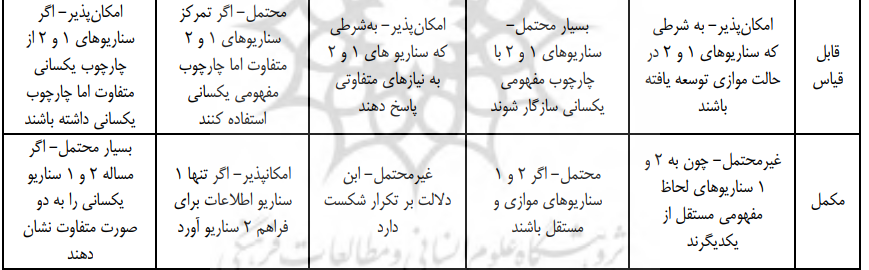 قابل
قیاس
امکان‌پذیر- به شرطی
که سناریوهای ۱ و ۲ در
حالت موازی توسعه یافته
باشند
بسیار محتمل-
سناریوهای ۱ و ۲ با
چارچوب مفهومی
یکسانی سازگار شوند
امکان‌پذیر- به‌شرطی
که سناریو های ۱ و ۲
به نیازهای متفاوتی
پاسخ دهند
محتمل- اگر تمرکز
سناریوهای ۱ و ۲
متفاوت اما چارچوب
مفهومی یکسانی
استفاده کنند
امکان‌پذیر- اگر
سناریوهای ۱ و ۲ از
چارچوب یکسانی
متفاوت اما چارچوب
یکسانی داشته باشند
مکمل
غیرمحتمل- چون به ۲ و
۱ سناریوهای لحاظ
مفهومی مستقل از
یکدیگرند
محتمل- اگر ۲ و ۱
سناریوهای موازی و
مستقل باشند
غیرمحتمل- ابن
دلالت بر تکرار شکست
دارد
امکانپذیر- اگر تنها ۱
سناریو اطلاعات برای
فراهم ۲ سناریو آورد
بسیار محتمل- اگر
مساله ۲ و ۱ سناریو
یکسانی را به دو
صورت متفاوت نشان
دهند
پژوهشگاه علوم انسانی و مطالعات فرهنگی